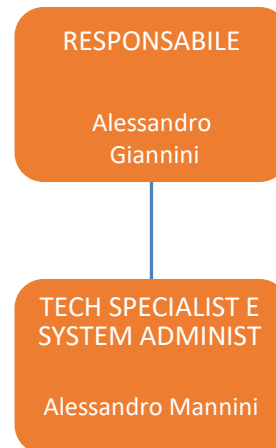 RESPONSABILE
Alessandro
Giannini
TECH SPECIALIST E
SYSTEM ADMINIST
Alessandro Mannini